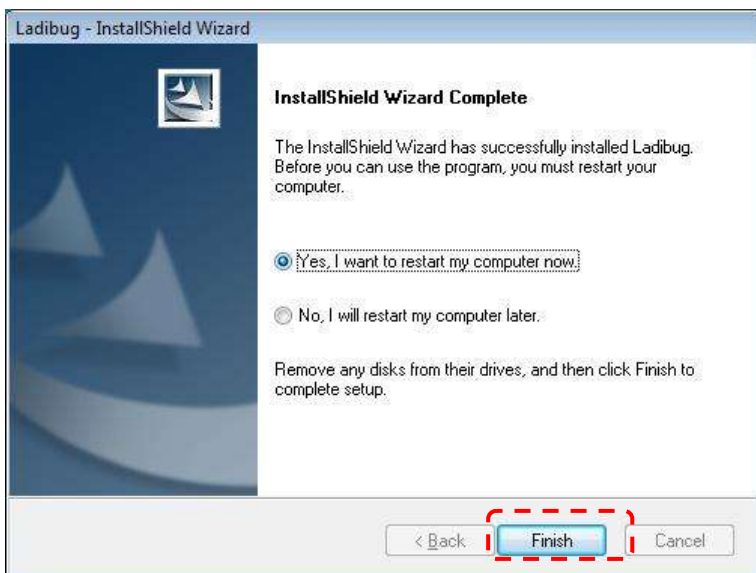 Ladibug - InstallShield Wizard
InstallShield Wizard Complete
The InstallShield Wizard has successfully installed Ladibug.
Before you can use the program, you must restart your
computer.
Yes, I want to restart my computer now.
No, I will restart my computer later.
Remove any disks from their drives, and then click Finish to
complete setup.
< Back Finish Cancel